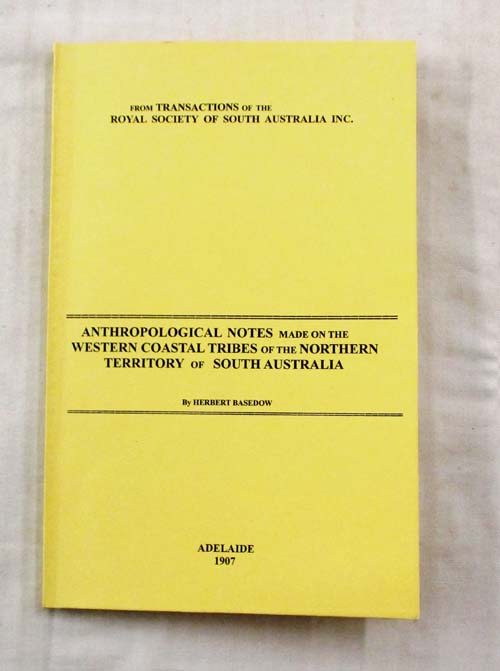 FROM TRANSACTIONS OF THE
ROYAL SOCIETY OF SOUTH AUSTRALIA INC.
ANTHROPOLOGICAL NOTES MADE ON THE
WESTERN COASTAL TRIBES OF THE NORTHERN
TERRITORY OF SOUTH AUSTRALIA
By HERBERT BASEDOW
ADELAIDE
1907